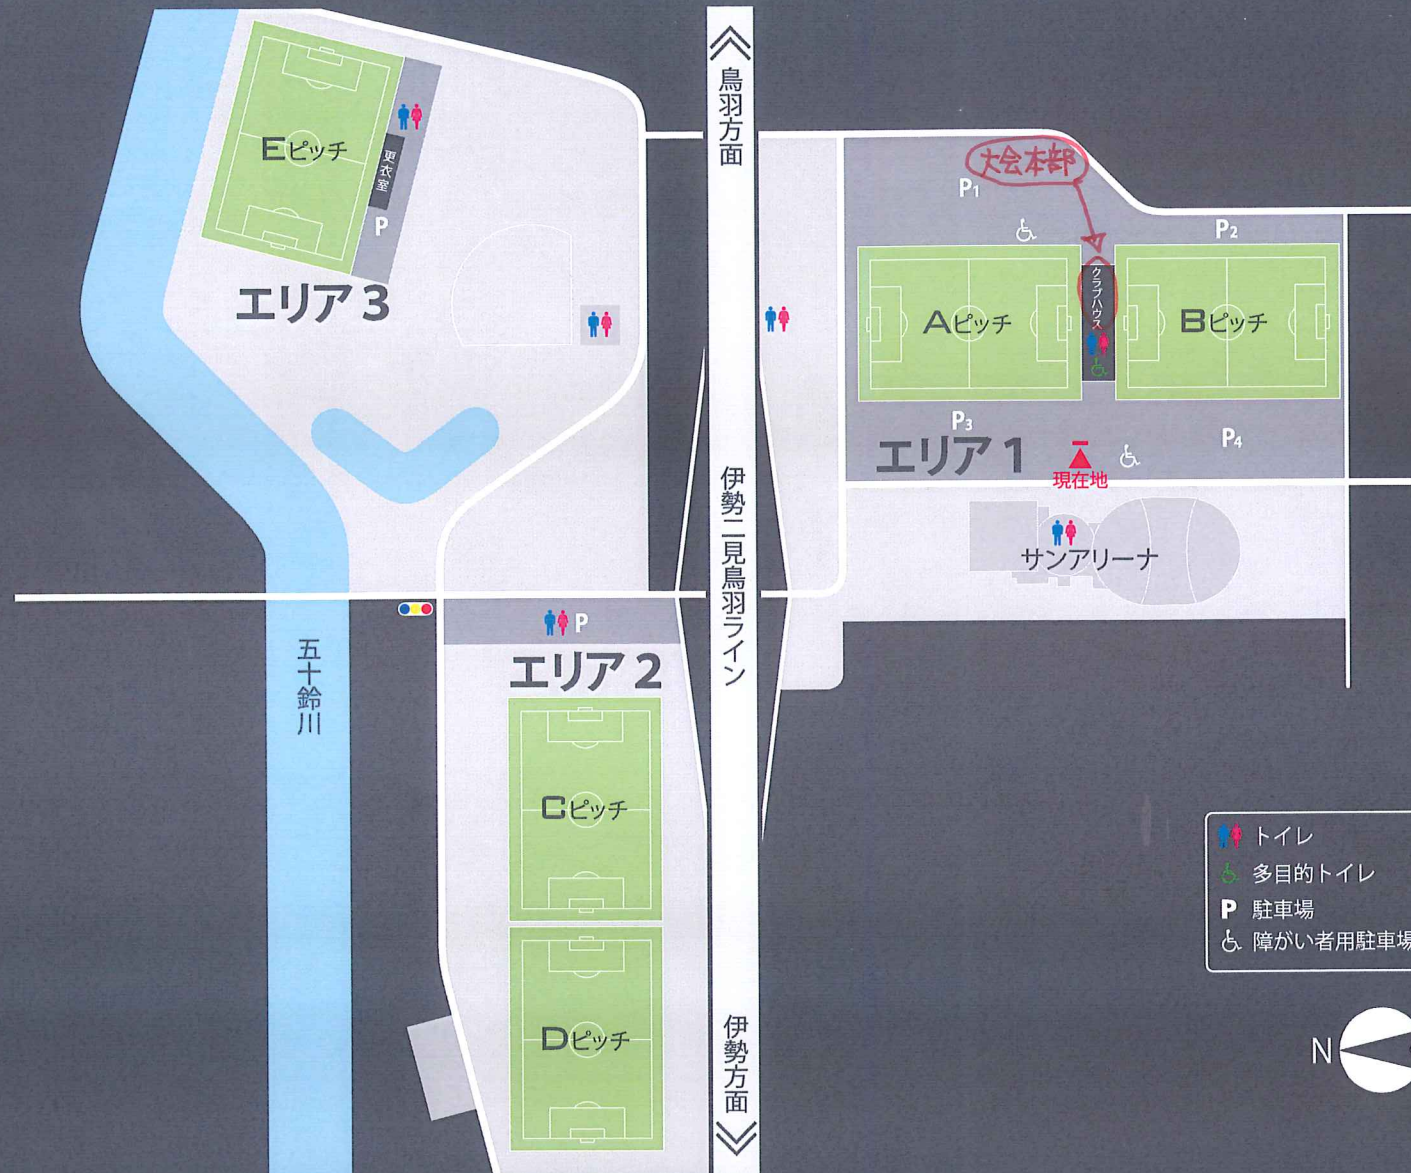 鳥羽方面
Eピッチ
更衣室
P
エリア 3
大会本部
P1
P2
クラブハウス
Aピッチ
Bピッチ
P3
P4
エリア 1
現在地
サンアリーナ
伊勢二見鳥羽ライン
五十鈴川
P
エリア 2
Cピッチ
Dピッチ
伊勢方面
トイレ
多目的トイレ
P 駐車場
障がい者用駐車場
N